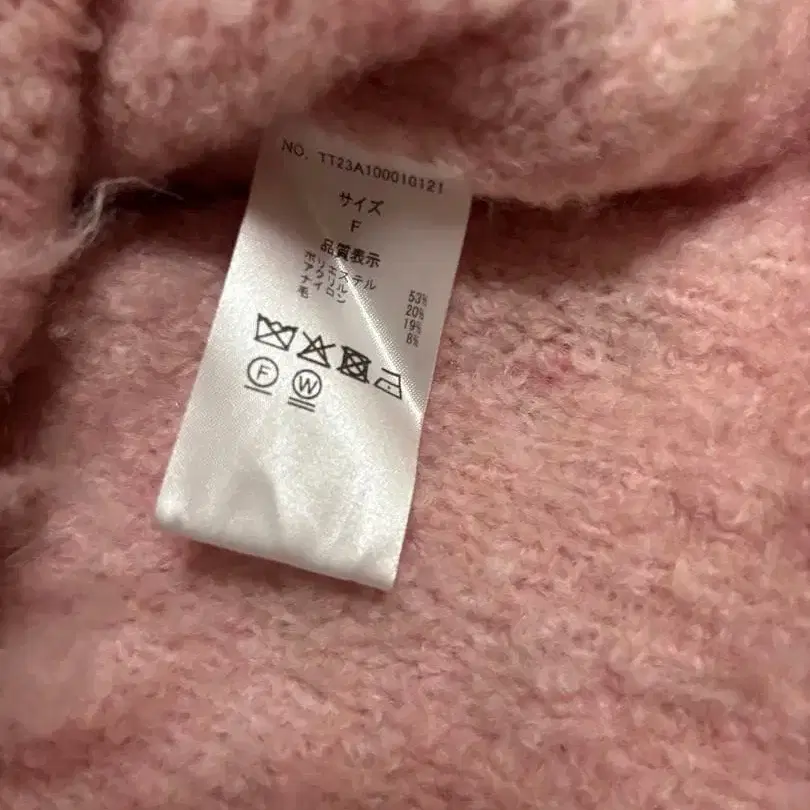 NO. TT23A10001G121
サイズ
F
品質表示
ポリエステル 53%
アクリル 20%
ナイロン 19%
毛 8%
F W